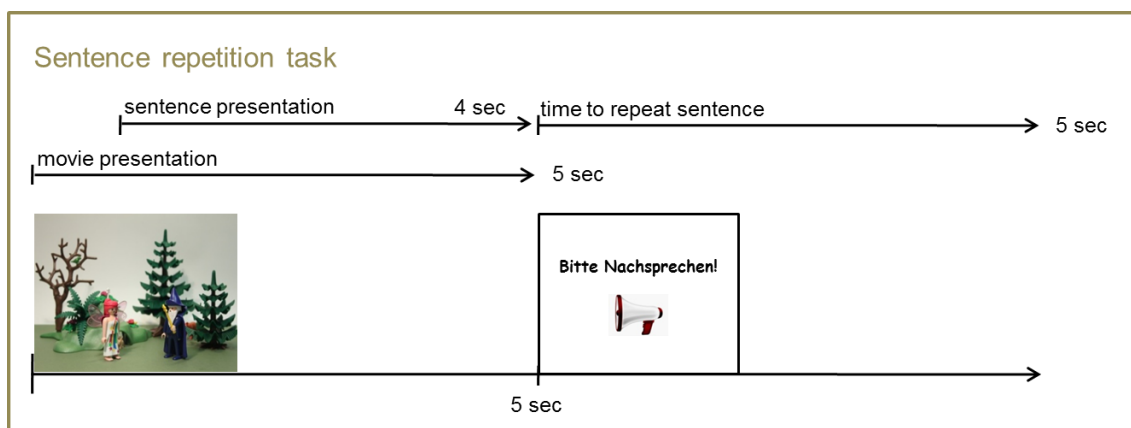 Sentence repetition task
sentence presentation 4 sec
time to repeat sentence 5 sec
movie presentation 5 sec
Bitte Nachsprechen!
5 sec